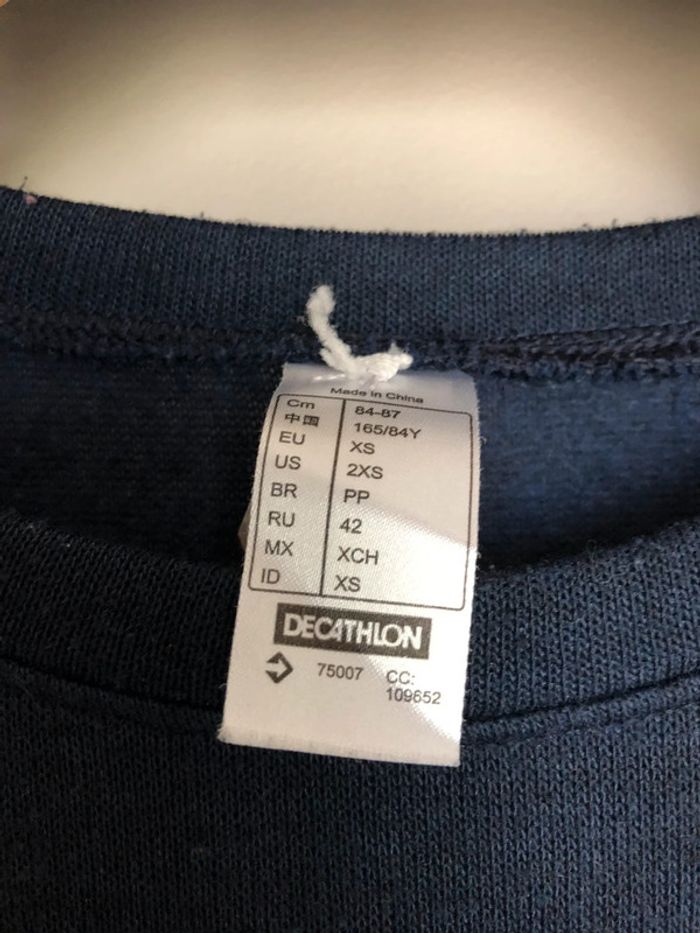 Made in China
Cm 84-87
中国 165/84Y
EU XS
US 2XS
BR PP
RU 42
MX XCH
ID XS
DECATHLON
75007 CC:
109652